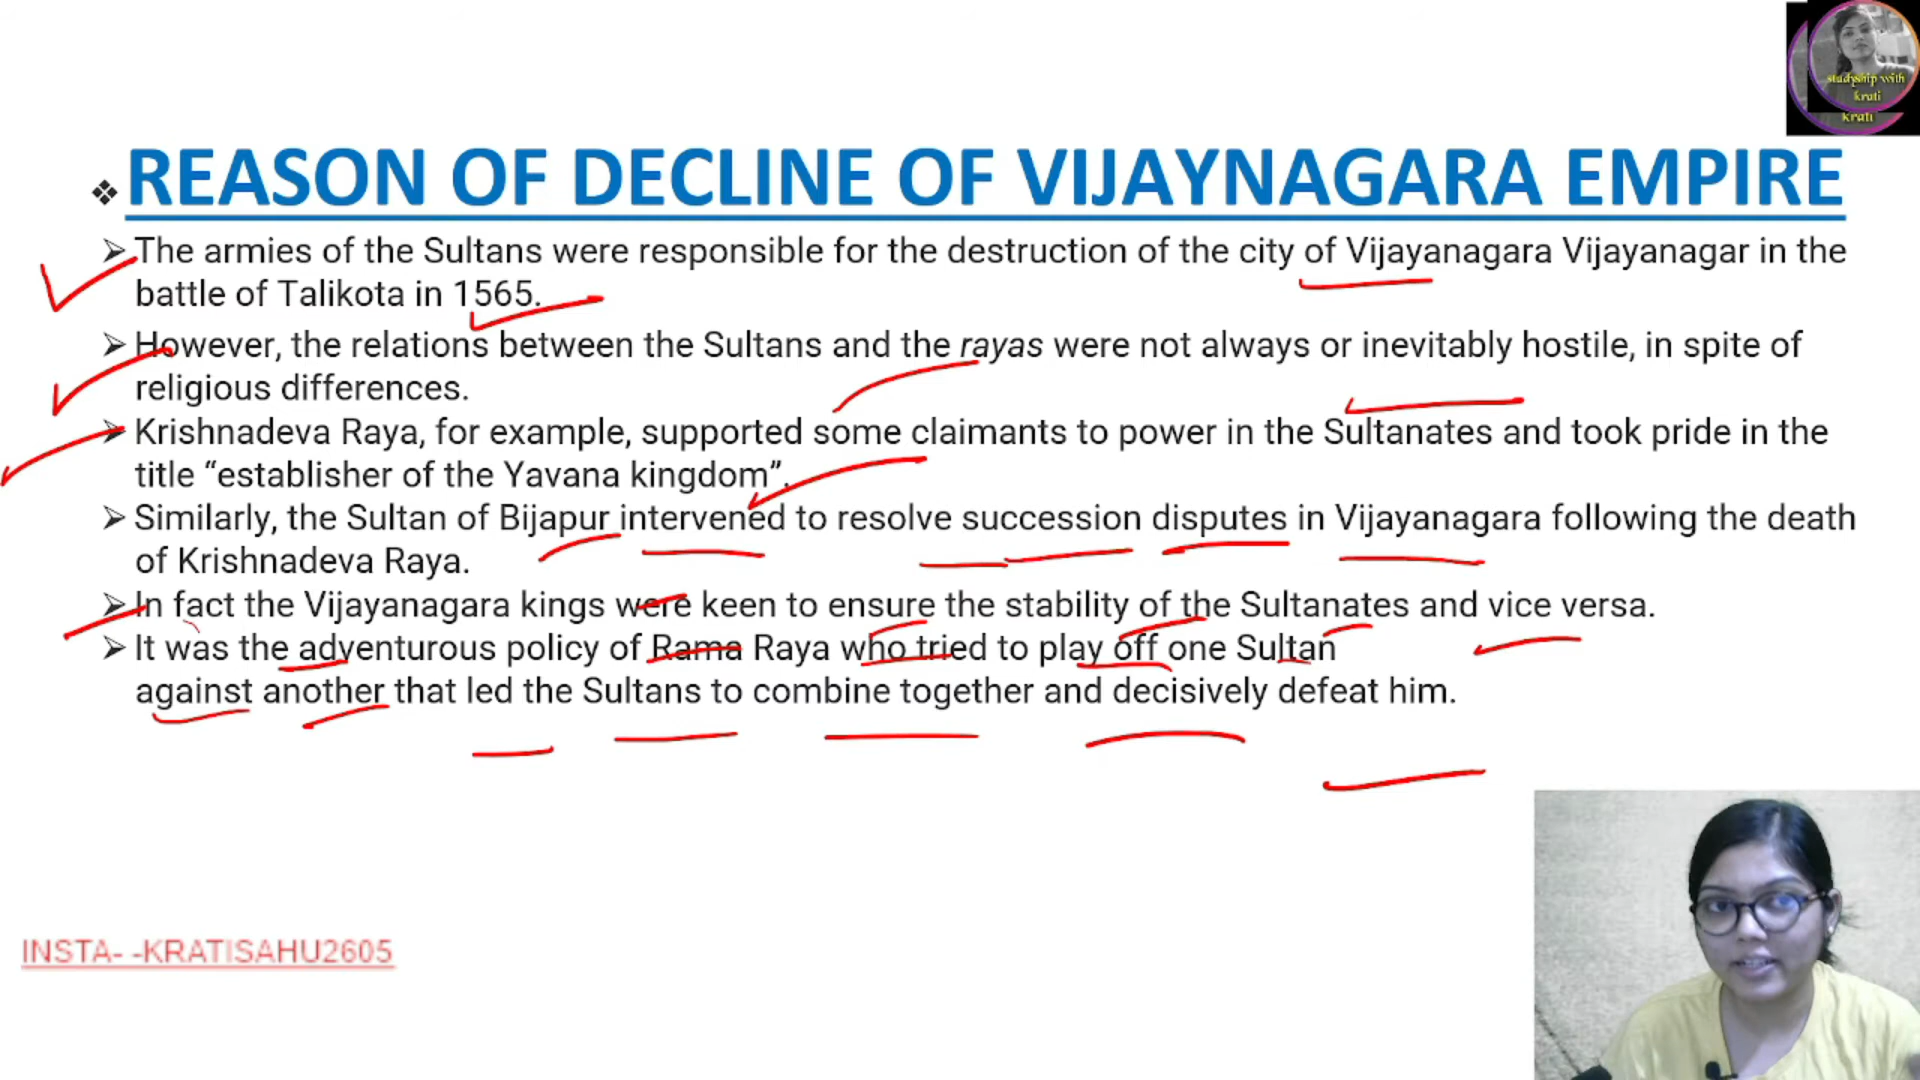 studyship with
krati
krati
❖ REASON OF DECLINE OF VIJAYNAGARA EMPIRE
➢ The armies of the Sultans were responsible for the destruction of the city of Vijayanagara Vijayanagar in the
battle of Talikota in 1565.
➢ However, the relations between the Sultans and the rayas were not always or inevitably hostile, in spite of
religious differences.
➢ Krishnadeva Raya, for example, supported some claimants to power in the Sultanates and took pride in the
title “establisher of the Yavana kingdom”.
➢ Similarly, the Sultan of Bijapur intervened to resolve succession disputes in Vijayanagara following the death
of Krishnadeva Raya.
➢ In fact the Vijayanagara kings were keen to ensure the stability of the Sultanates and vice versa.
➢ It was the adventurous policy of Rama Raya who tried to play off one Sultan
against another that led the Sultans to combine together and decisively defeat him.
INSTA- -KRATISAHU2605